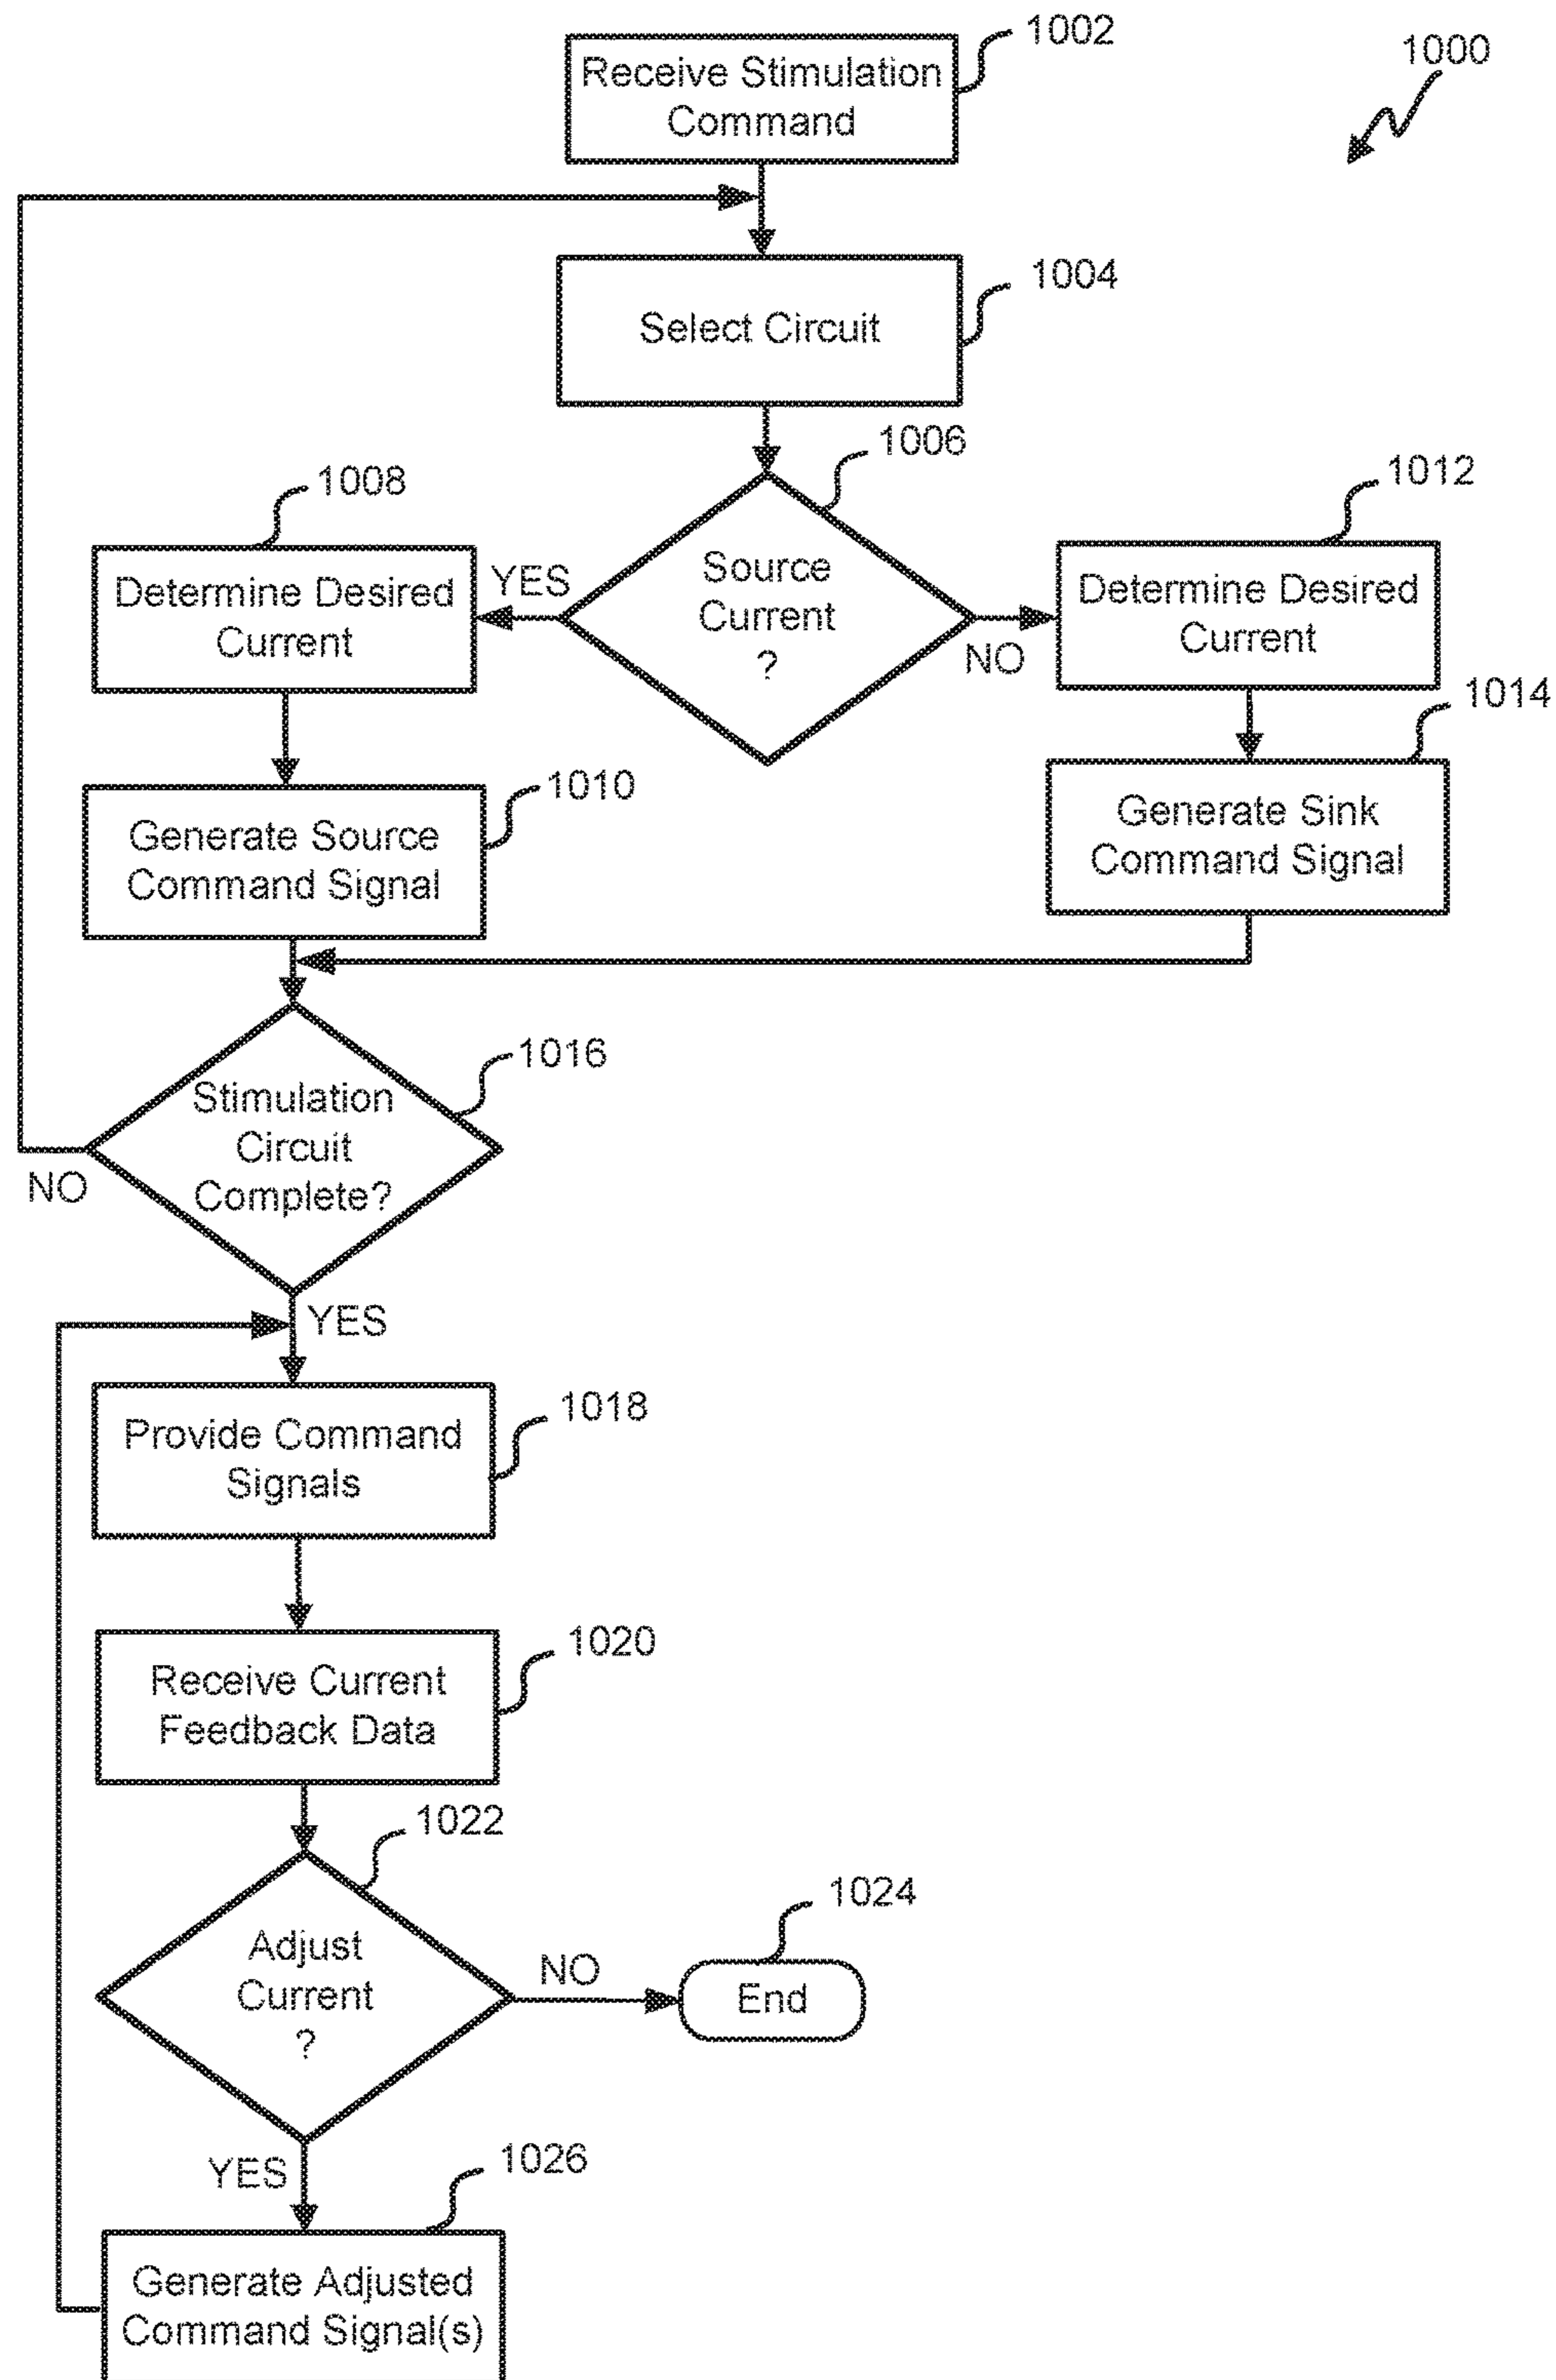 1002
1000
Receive Stimulation
Command
1004
Select Circuit
1006
1008
1012
Source
Current
?
YES
NO
Determine Desired
Current
Determine Desired
Current
1014
1010
Generate Source
Command Signal
Generate Sink
Command Signal
1016
Stimulation
Circuit
Complete?
NO
YES
1018
Provide Command
Signals
1020
Receive Current
Feedback Data
1022
1024
Adjust
Current
?
NO
End
YES
1026
Generate Adjusted
Command Signal(s)